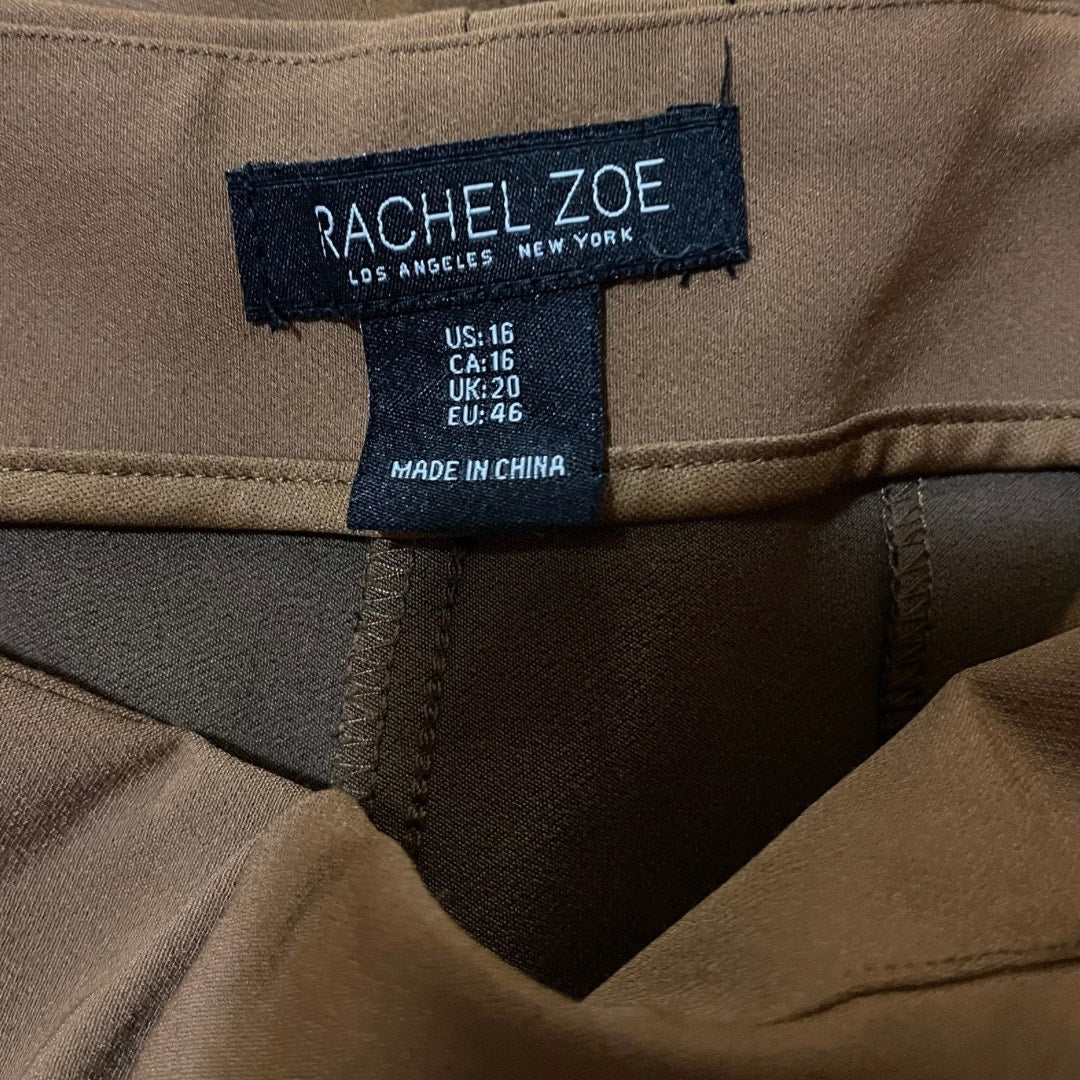 RACHEL ZOE
LOS ANGELES NEW YORK
US: 16
CA: 16
UK: 20
EU: 46
MADE IN CHINA